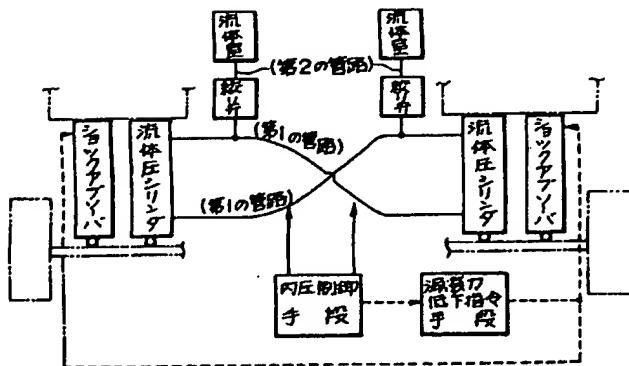 流体室
流体室
(第2の管路)
絞り弁
絞り弁
ショックアブソーバ
流体圧シリンダ
(第1の管路)
(第1の管路)
流体圧シリンダ
ショックアブソーバ
内圧制御
手段
減衰力
低下指令
手段